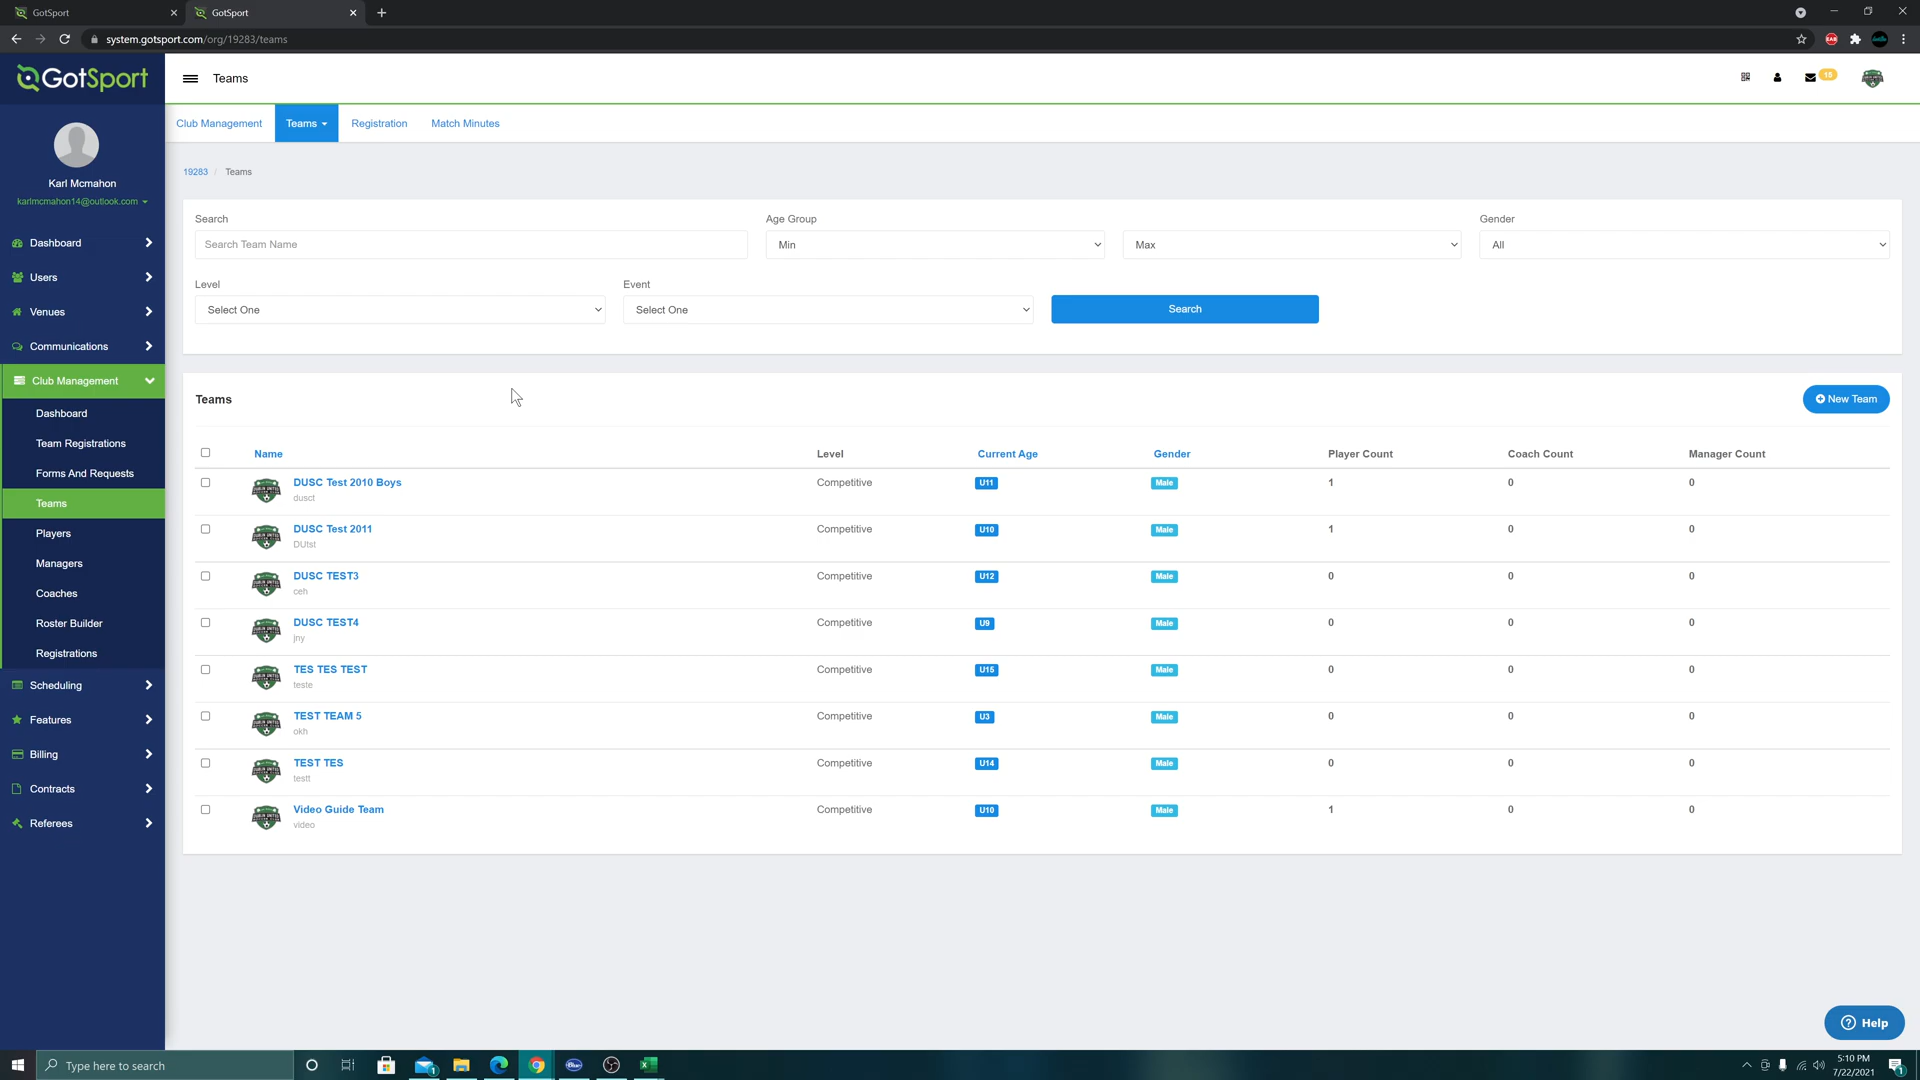 GotSport
GotSport
system.gotsport.com/org/19283/teams
GotSport
Teams
15
Karl Mcmahon
karlmcmahon14@outlook.com
Dashboard
Users
Venues
Communications
Club Management
Dashboard
Team Registrations
Forms And Requests
Teams
Players
Managers
Coaches
Roster Builder
Registrations
Scheduling
Features
Billing
Contracts
Referees
Club Management Teams Registration Match Minutes
19283 / Teams
Search Age Group Gender
Search Team Name Min Max All
Level Event
Select One Select One Search
Teams New Team
Name Level Current Age Gender Player Count Coach Count Manager Count
DUSC Test 2010 Boys Competitive U11 Male 1 0 0
dusct
DUSC Test 2011 Competitive U10 Male 1 0 0
DUtst
DUSC TEST3 Competitive U12 Male 0 0 0
ceh
DUSC TEST4 Competitive U9 Male 0 0 0
jny
TES TES TEST Competitive U15 Male 0 0 0
teste
TEST TEAM 5 Competitive U3 Male 0 0 0
okh
TEST TES Competitive U14 Male 0 0 0
testt
Video Guide Team Competitive U10 Male 1 0 0
video
Help
Type here to search
1
5:10 PM
7/22/2021
1